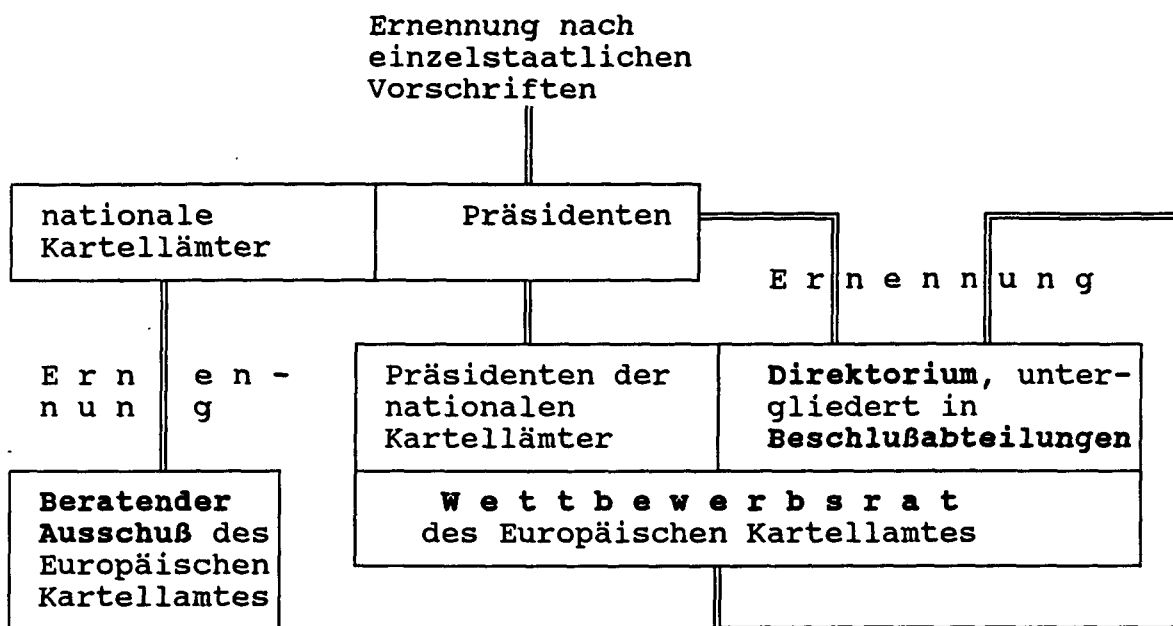 Ernennung nach
einzelstaatlichen
Vorschriften
nationale
Kartellämter
Präsidenten
E r n e n n u n g
E r n e n -
n u n g
Präsidenten der
nationalen
Kartellämter
Direktorium, unter-
gliedert in
Beschlußabteilungen
Beratender
Ausschuß des
Europäischen
Kartellamtes
W e t t b e w e r b s r a t
des Europäischen Kartellamtes